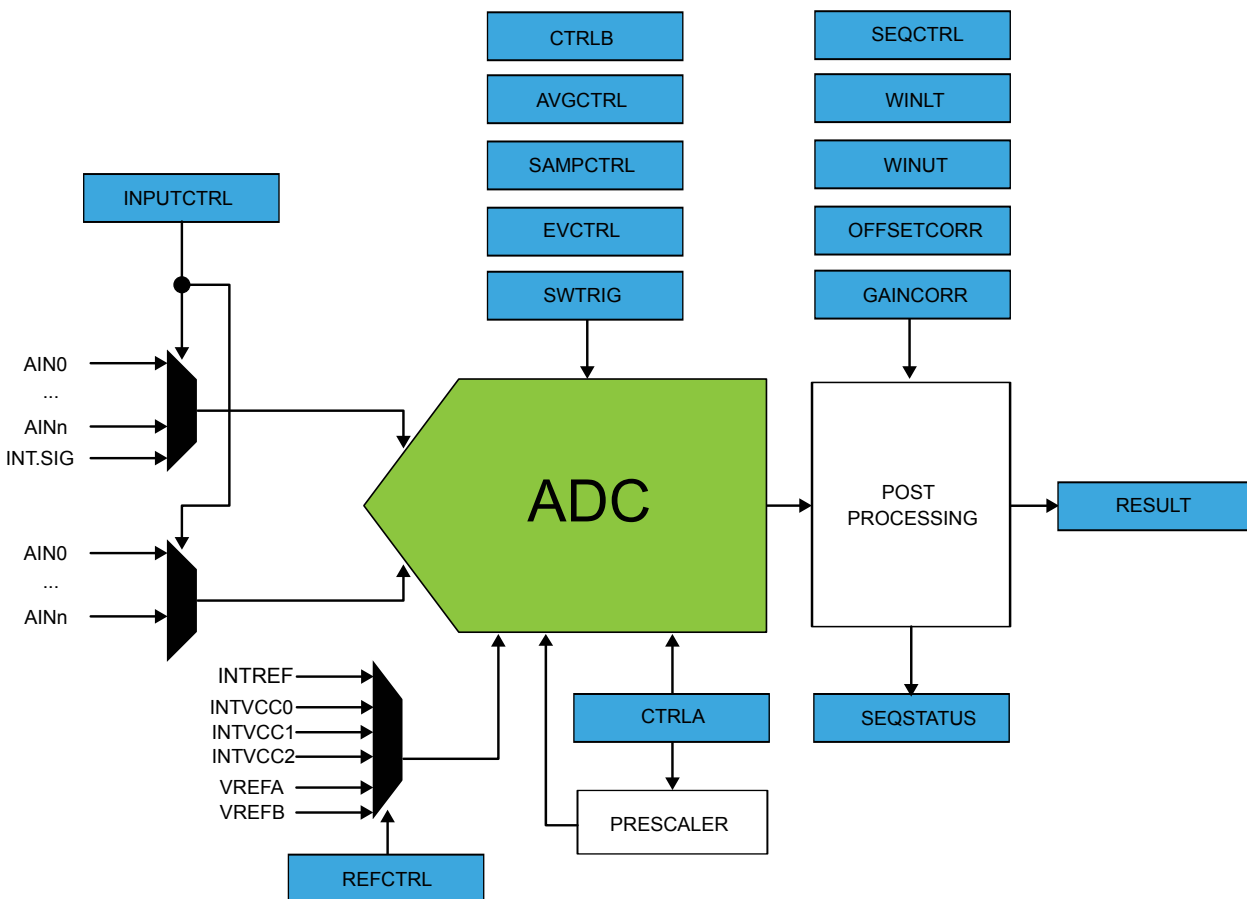 CTRLB
SEQCTRL
AVGCTRL
WINLT
SAMPCTRL
WINUT
INPUTCTRL
EVCTRL
OFFSETCORR
SWTRIG
GAINCORR
AIN0
...
AINn
INT.SIG
ADC
POST
PROCESSING
RESULT
AIN0
...
AINn
INTREF
INTVCC0
INTVCC1
INTVCC2
VREFA
VREFB
CTRLA
SEQSTATUS
PRESCALER
REFCTRL